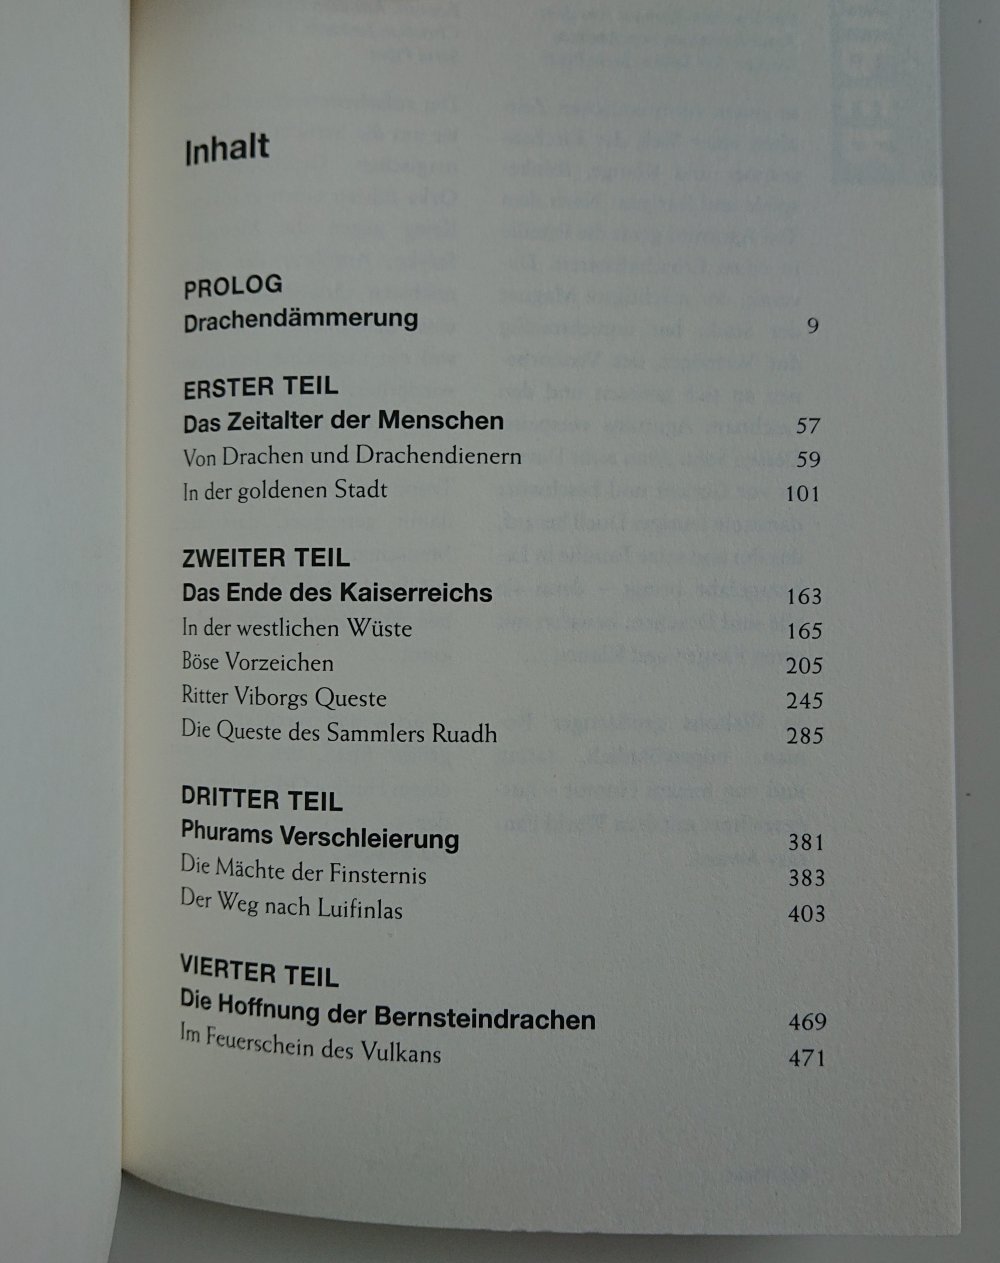 Inhalt
PROLOG
Drachendämmerung 9
ERSTER TEIL
Das Zeitalter der Menschen 57
Von Drachen und Drachendienern 59
In der goldenen Stadt 101
ZWEITER TEIL
Das Ende des Kaiserreichs 163
In der westlichen Wüste 165
Böse Vorzeichen 205
Ritter Viborgs Queste 245
Die Queste des Sammlers Ruadh 285
DRITTER TEIL
Phurams Verschleierung 381
Die Mächte der Finsternis 383
Der Weg nach Luifinlas 403
VIERTER TEIL
Die Hoffnung der Bernsteindrachen 469
Im Feuerschein des Vulkans 471